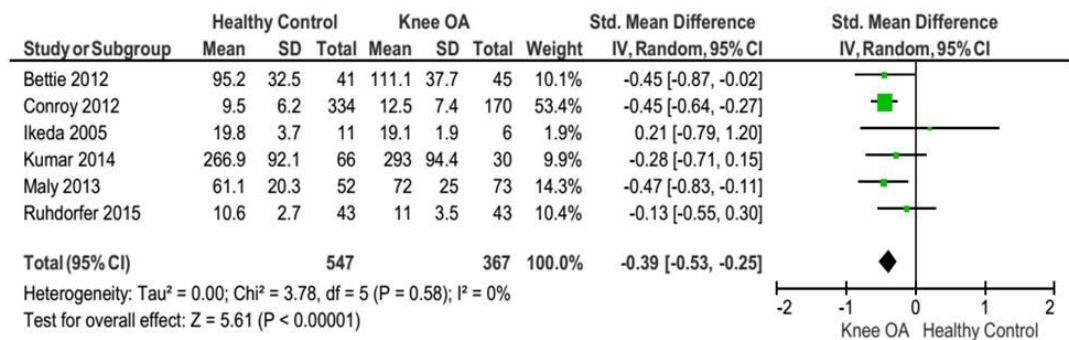 Healthy Control Knee OA Std. Mean Difference Std. Mean Difference
Study or Subgroup Mean SD Total Mean SD Total Weight IV, Random, 95% CI IV, Random, 95% CI
Bettie 2012 95.2 32.5 41 111.1 37.7 45 10.1% -0.45 [-0.87, -0.02]
Conroy 2012 9.5 6.2 334 12.5 7.4 170 53.4% -0.45 [-0.64, -0.27]
Ikeda 2005 19.8 3.7 11 19.1 1.9 6 1.9% 0.21 [-0.79, 1.20]
Kumar 2014 266.9 92.1 66 293 94.4 30 9.9% -0.28 [-0.71, 0.15]
Maly 2013 61.1 20.3 52 72 25 73 14.3% -0.47 [-0.83, -0.11]
Ruhdorfer 2015 10.6 2.7 43 11 3.5 43 10.4% -0.13 [-0.55, 0.30]
Total (95% CI) 547 367 100.0% -0.39 [-0.53, -0.25]
Heterogeneity: Tau² = 0.00; Chi² = 3.78, df = 5 (P = 0.58); I² = 0%
Test for overall effect: Z = 5.61 (P < 0.00001)
-2 -1 0 1 2
Knee OA Healthy Control